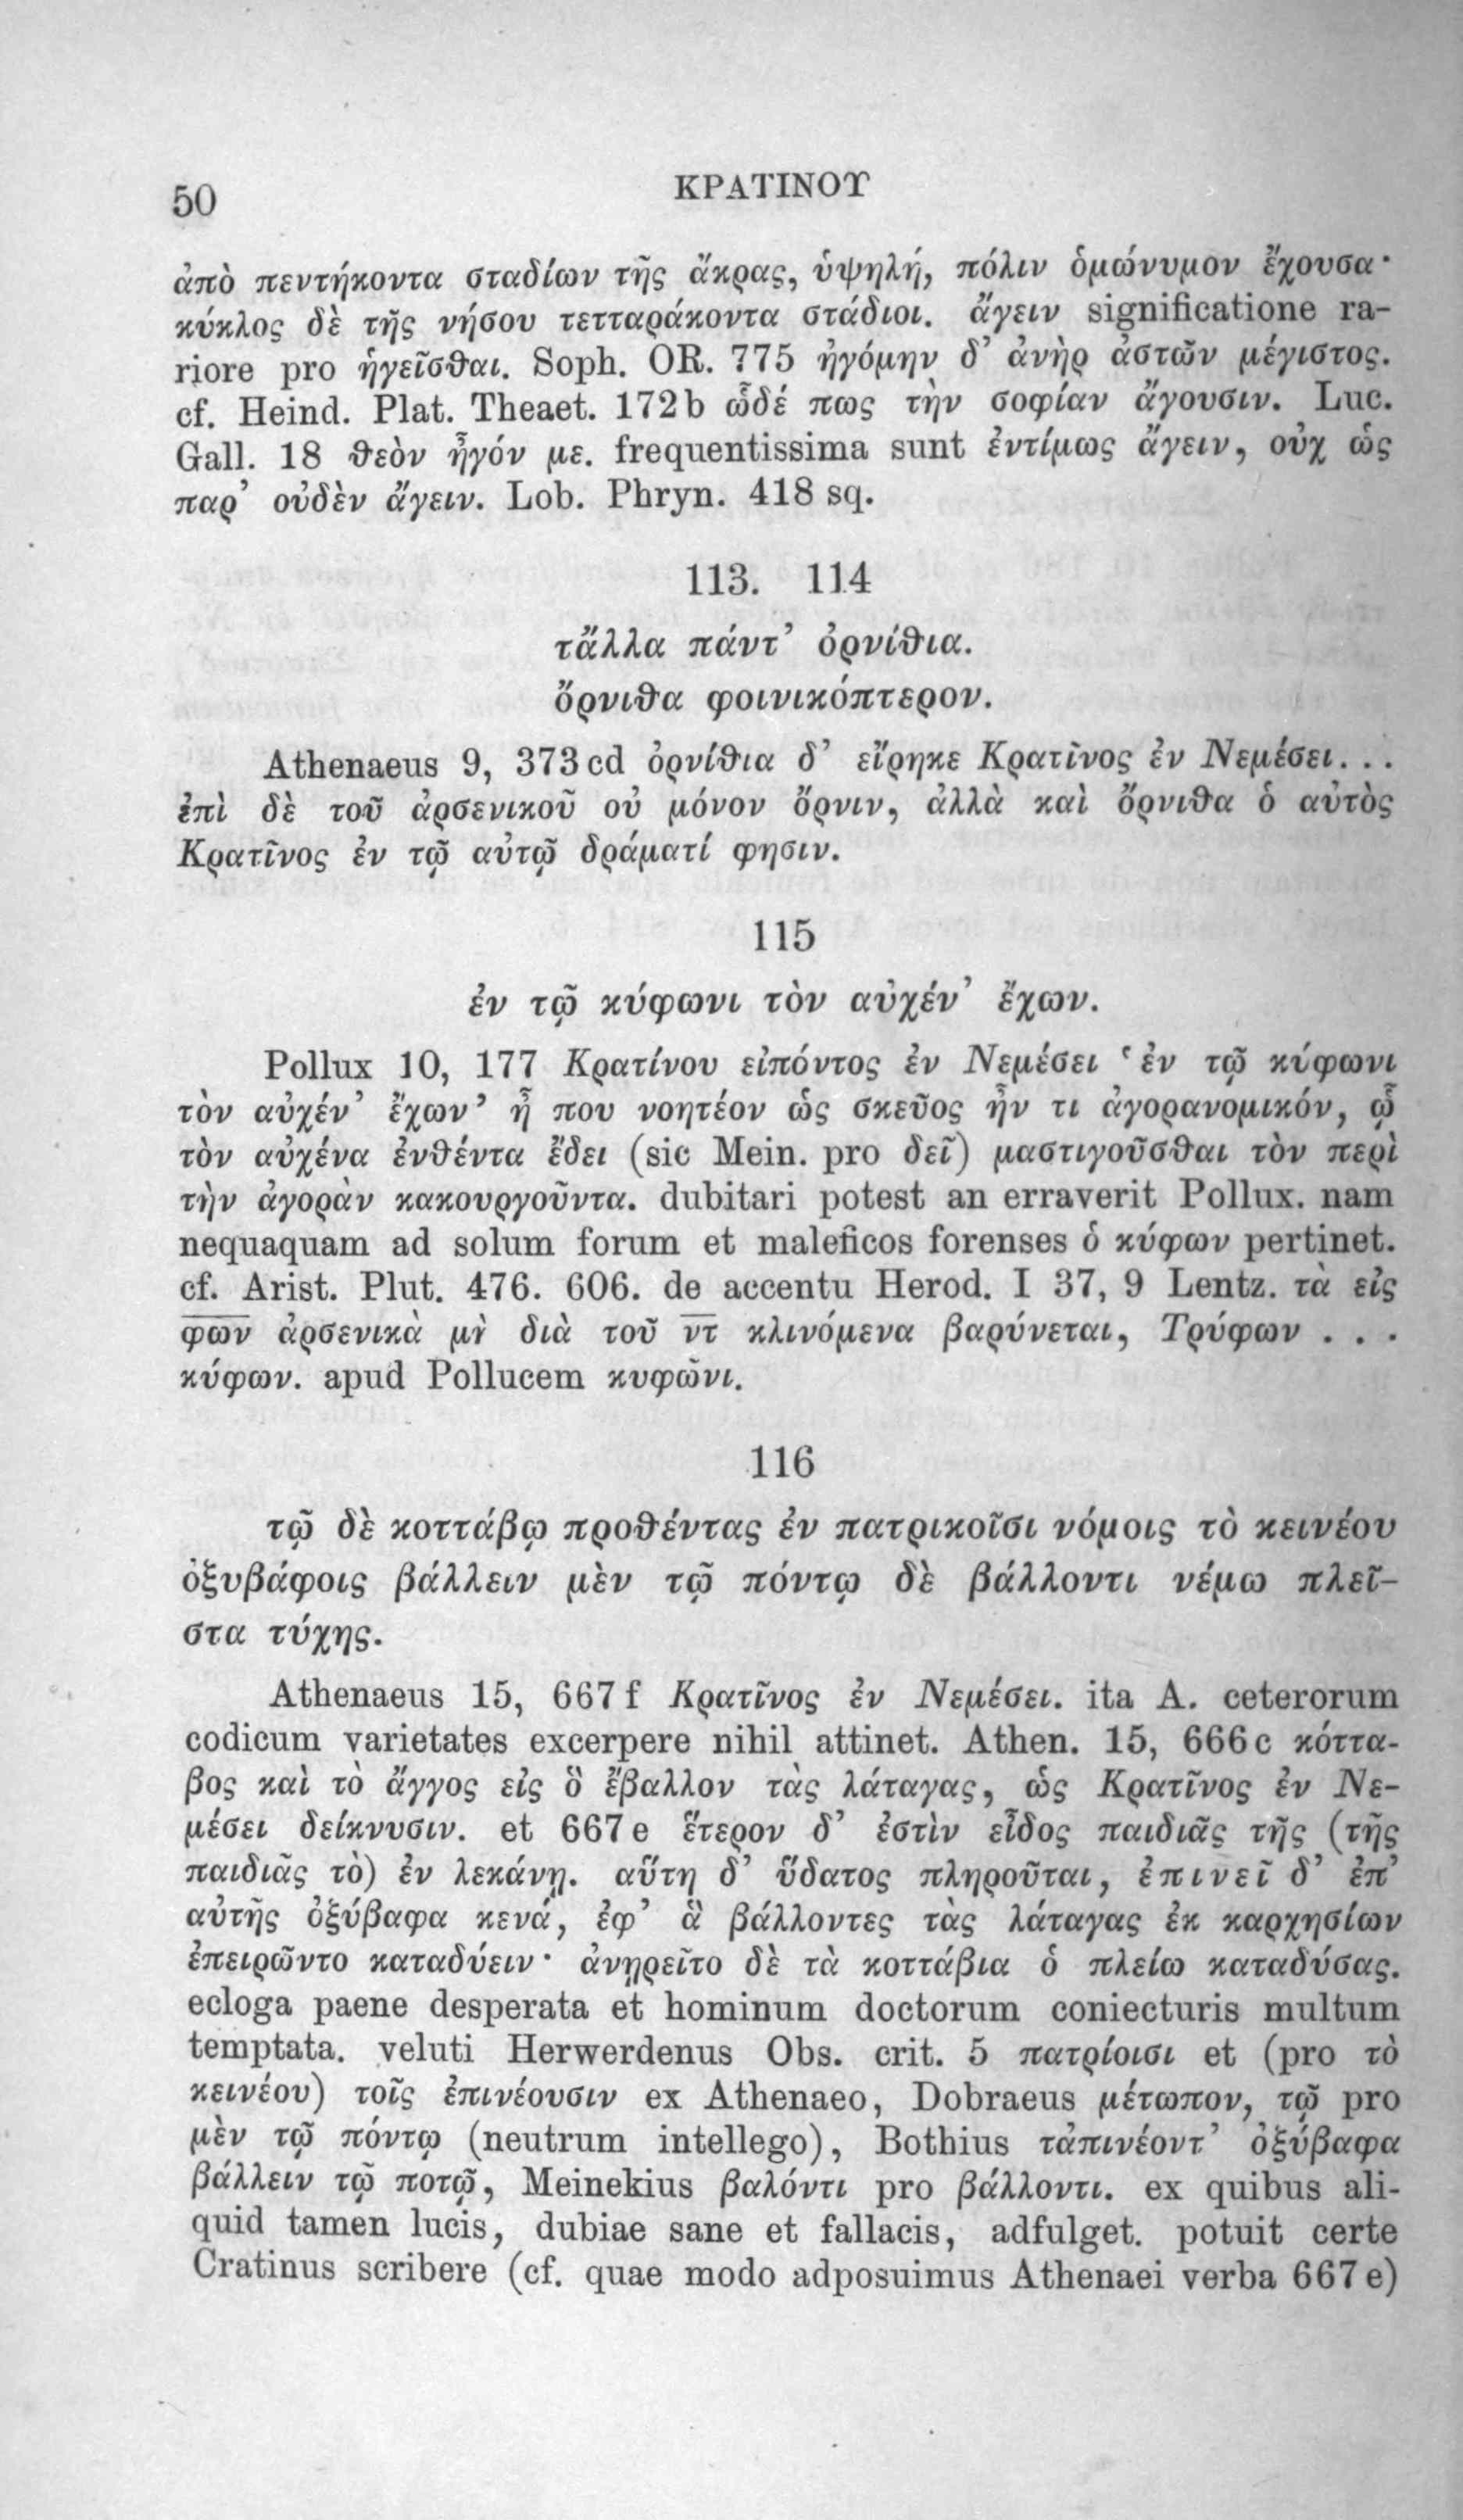 50
ΚΡΑΤΙΝΟΥ
ἀπὸ πεντήκοντα σταδίων τῆς ἄκρας, ὑψηλή, πόλιν ὁμώνυμον ἔχουσα·
κύκλος δὲ τῆς νήσου τετταράκοντα στάδιοι. ἄγειν significatione ra-
riore pro ἡγεῖσθαι. Soph. OR. 775 ἠγόμην δ’ ἀνὴρ ἀστῶν μέγιστος.
cf. Heind. Plat. Theaet. 172b ὧδέ πως τὴν σοφίαν ἄγουσιν. Luc.
Gall. 18 θεὸν ἦγόν με. frequentissima sunt ἐντίμως ἄγειν, οὐχ ὡς
παρ’ οὐδὲν ἄγειν. Lob. Phryn. 418 sq.
113. 114
τἄλλα πάντ’ ὀρνίθια.
ὄρνιθα φοινικόπτερον.
Athenaeus 9, 373cd ὀρνίθια δ’ εἴρηκε Κρατῖνος ἐν Νεμέσει. . .
ἐπὶ δὲ τοῦ ἀρσενικοῦ οὐ μόνον ὄρνιν, ἀλλὰ καὶ ὄρνιθα ὁ αὐτὸς
Κρατῖνος ἐν τῷ αὐτῷ δράματί φησιν.
115
ἐν τῷ κύφωνι τὸν αὐχέν’ ἔχων.
Pollux 10, 177 Κρατίνου εἰπόντος ἐν Νεμέσει ‘ἐν τῷ κύφωνι
τὸν αὐχέν’ ἔχων’ ἦ που νοητέον ὡς σκεῦος ἦν τι ἀγορανομικόν, ᾧ
τὸν αὐχένα ἐνθέντα ἔδει (sic Mein. pro δεῖ) μαστιγοῦσθαι τὸν περὶ
τὴν ἀγορὰν κακουργοῦντα. dubitari potest an erraverit Pollux. nam
nequaquam ad solum forum et maleficos forenses ὁ κύφων pertinet.
cf. Arist. Plut. 476. 606. de accentu Herod. I 37, 9 Lentz. τὰ εἰς
φων ἀρσενικὰ μὴ διὰ τοῦ ντ κλινόμενα βαρύνεται, Τρύφων . . .
κύφων. apud Pollucem κυφῶνι.
116
τῷ δὲ κοττάβῳ προθέντας ἐν πατρικοῖσι νόμοις τὸ κεινέου
ὀξυβάφοις βάλλειν μὲν τῷ πόντῳ δὲ βάλλοντι νέμω πλεῖ-
στα τύχης.
Athenaeus 15, 667f Κρατῖνος ἐν Νεμέσει. ita A. ceterorum
codicum varietates excerpere nihil attinet. Athen. 15, 666c κόττα-
βος καὶ τὸ ἄγγος εἰς ὃ ἔβαλλον τὰς λάταγας, ὡς Κρατῖνος ἐν Νε-
μέσει δείκνυσιν. et 667e ἕτερον δ’ ἐστὶν εἶδος παιδιᾶς τῆς (τῆς
παιδιᾶς τὸ) ἐν λεκάνῃ. αὕτη δ’ ὕδατος πληροῦται, ἐπινεῖ δ’ ἐπ’
αὐτῆς ὀξύβαφα κενά, ἐφ’ ἃ βάλλοντες τὰς λάταγας ἐκ καρχησίων
ἐπειρῶντο καταδύειν· ἀνῃρεῖτο δὲ τὰ κοττάβια ὁ πλείω καταδύσας.
ecloga paene desperata et hominum doctorum coniecturis multum
temptata. veluti Herwerdenus Obs. crit. 5 πατρίοισι et (pro τὸ
κεινέου) τοῖς ἐπινέουσιν ex Athenaeo, Dobraeus μέτωπον, τῷ pro
μὲν τῷ πόντῳ (neutrum intellego), Bothius τἀπινέοντ’ ὀξύβαφα
βάλλειν τῷ ποτῷ, Meinekius βαλόντι pro βάλλοντι. ex quibus ali-
quid tamen lucis, dubiae sane et fallacis, adfulget. potuit certe
Cratinus scribere (cf. quae modo adposuimus Athenaei verba 667e)